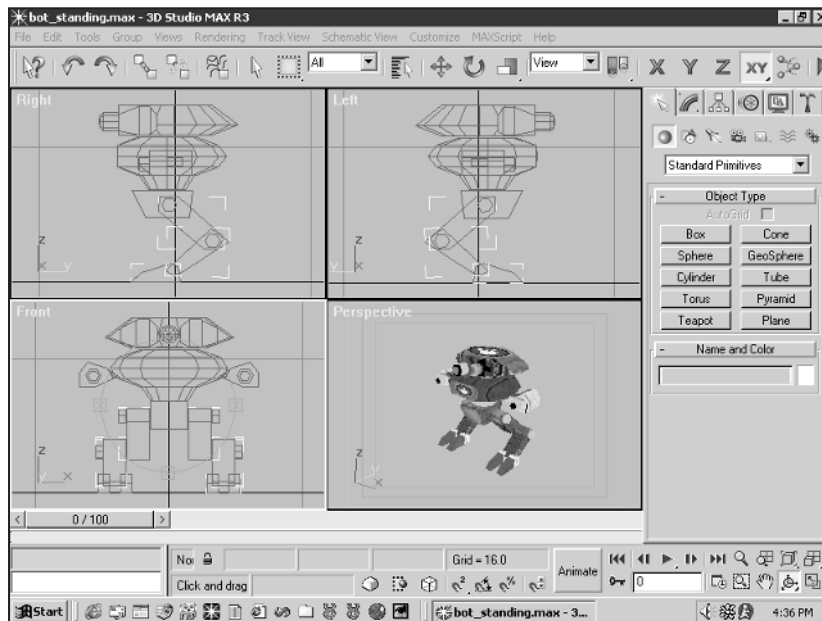 bot_standing.max - 3D Studio MAX R3
File Edit Tools Group Views Rendering Track View Schematic View Customize MAXScript Help
All
View
X Y Z XY
Right
Left
Standard Primitives
- Object Type
AutoGrid
Box Cone
Sphere GeoSphere
Cylinder Tube
Torus Pyramid
Teapot Plane
- Name and Color
z
x y
z
y x
Front
Perspective
z
y x
z
y
x
< 0 / 100 >
Nor
Grid = 16.0
Animate
Click and drag
0
Start
bot_standing.max - 3...
4:36 PM